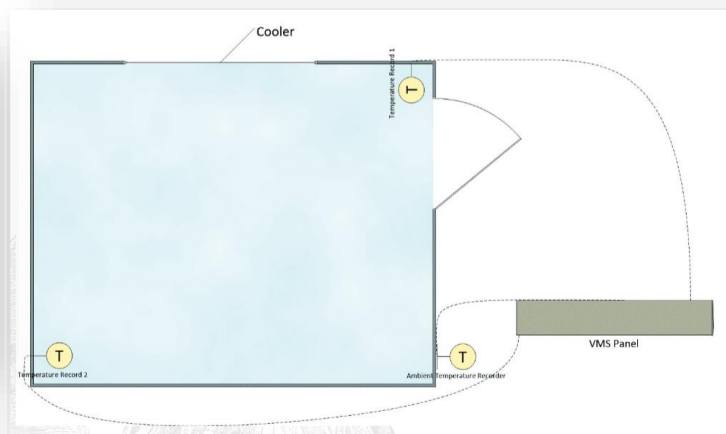 Cooler
Temperature Record 1
T
VMS Panel
T
Temperature Record 2
T
Ambient Temperature Recorder